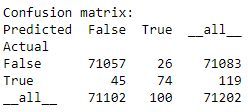 Confusion matrix:
Predicted  False  True  __all__
Actual
False      71057    26    71083
True          45    74      119
__all__    71102   100    71202